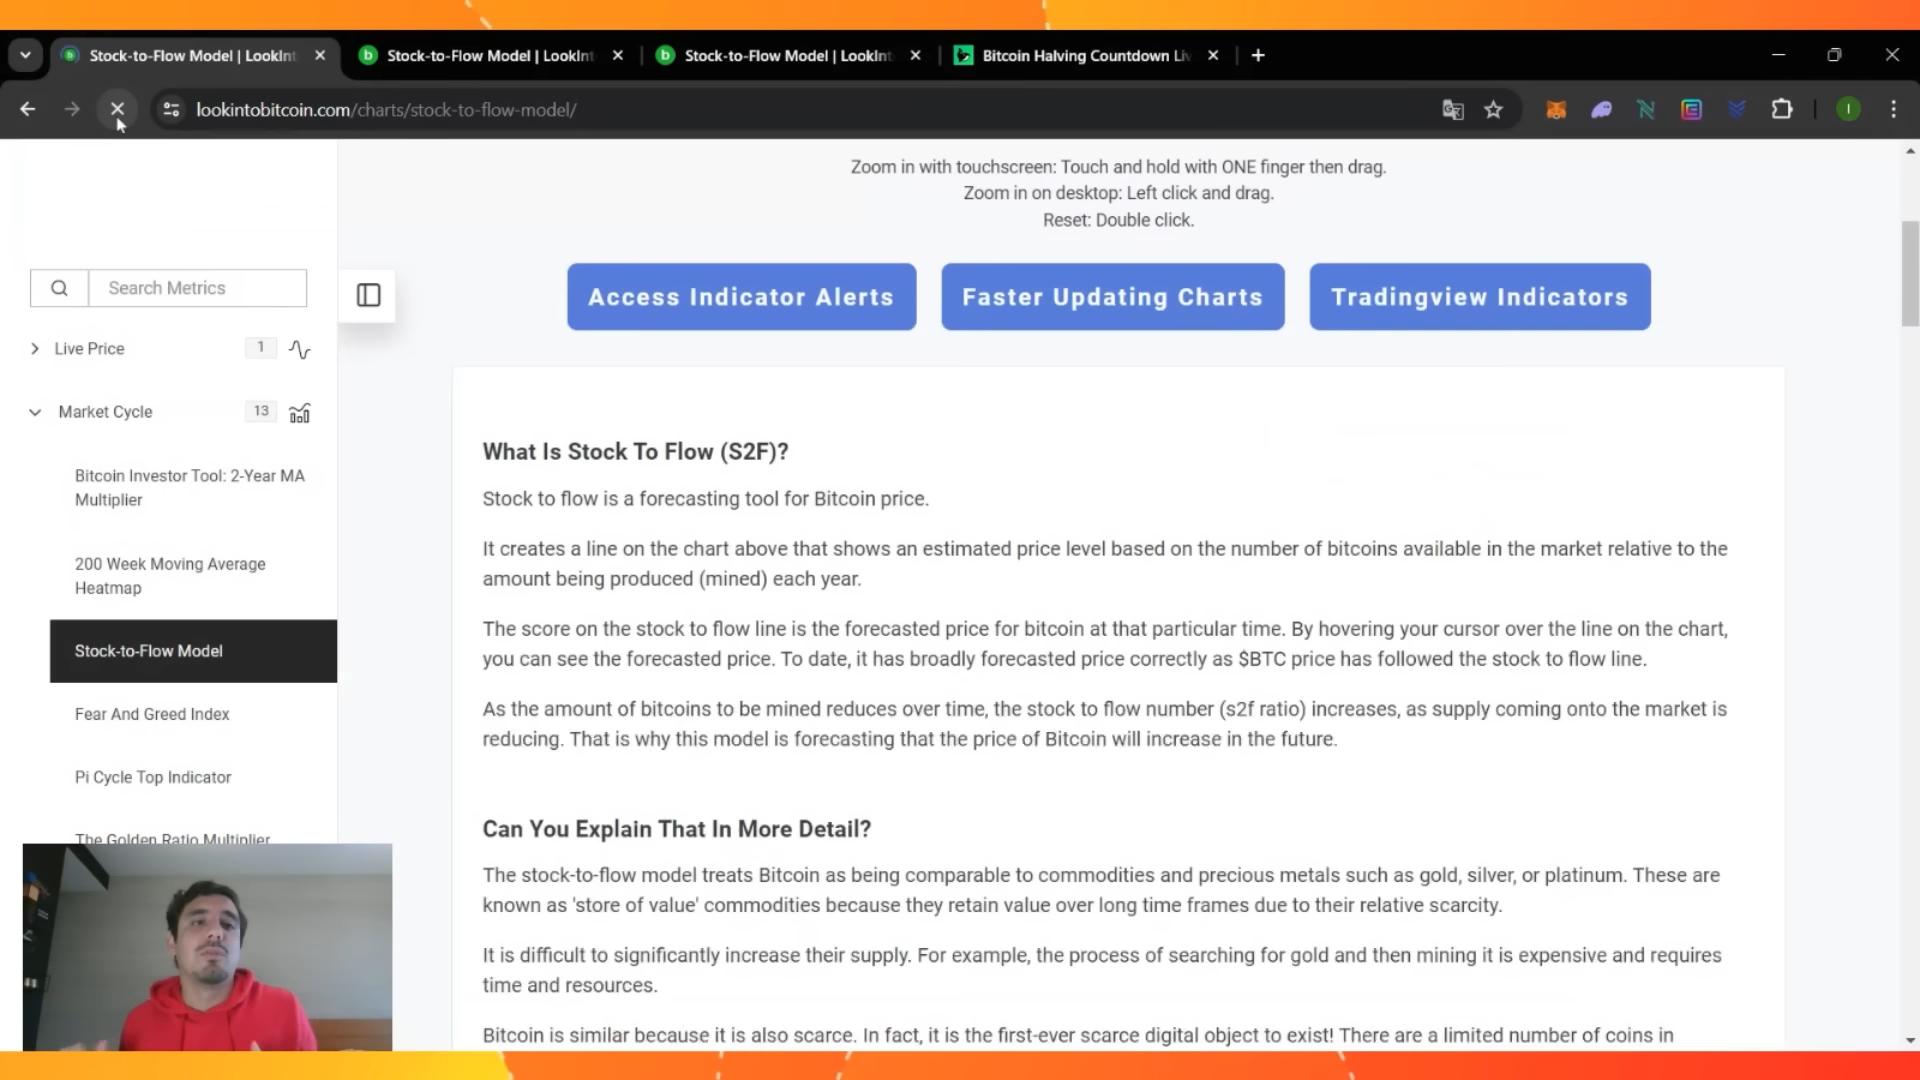 Stock-to-Flow Model | LookInt
Stock-to-Flow Model | LookInt
Stock-to-Flow Model | LookInt
Bitcoin Halving Countdown Liv
lookintobitcoin.com/charts/stock-to-flow-model/
I
Zoom in with touchscreen: Touch and hold with ONE finger then drag.
Zoom in on desktop: Left click and drag.
Reset: Double click.
Search Metrics
Access Indicator Alerts
Faster Updating Charts
Tradingview Indicators
Live Price 1
Market Cycle 13
Bitcoin Investor Tool: 2-Year MA
Multiplier
200 Week Moving Average
Heatmap
Stock-to-Flow Model
Fear And Greed Index
Pi Cycle Top Indicator
The Golden Ratio Multiplier
What Is Stock To Flow (S2F)?
Stock to flow is a forecasting tool for Bitcoin price.
It creates a line on the chart above that shows an estimated price level based on the number of bitcoins available in the market relative to the
amount being produced (mined) each year.
The score on the stock to flow line is the forecasted price for bitcoin at that particular time. By hovering your cursor over the line on the chart,
you can see the forecasted price. To date, it has broadly forecasted price correctly as $BTC price has followed the stock to flow line.
As the amount of bitcoins to be mined reduces over time, the stock to flow number (s2f ratio) increases, as supply coming onto the market is
reducing. That is why this model is forecasting that the price of Bitcoin will increase in the future.
Can You Explain That In More Detail?
The stock-to-flow model treats Bitcoin as being comparable to commodities and precious metals such as gold, silver, or platinum. These are
known as 'store of value' commodities because they retain value over long time frames due to their relative scarcity.
It is difficult to significantly increase their supply. For example, the process of searching for gold and then mining it is expensive and requires
time and resources.
Bitcoin is similar because it is also scarce. In fact, it is the first-ever scarce digital object to exist! There are a limited number of coins in